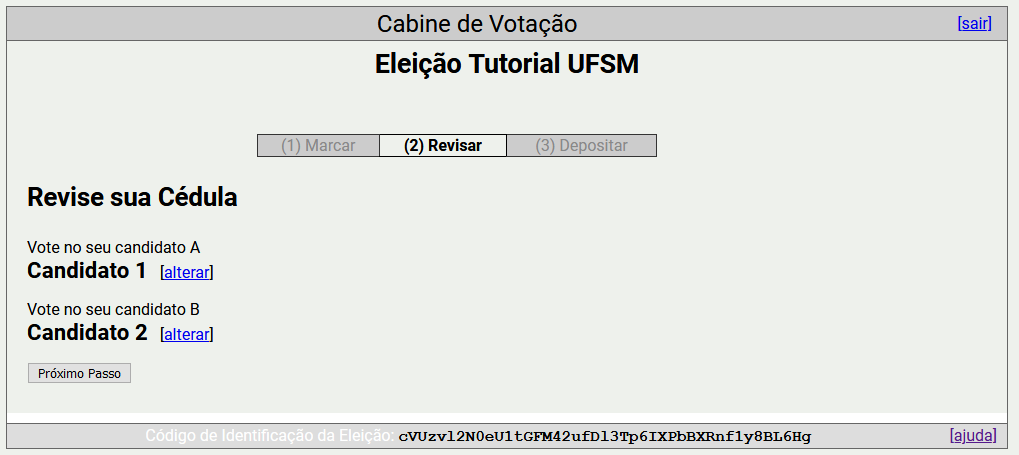 Cabine de Votação [sair]
Eleição Tutorial UFSM
(1) Marcar (2) Revisar (3) Depositar
Revise sua Cédula
Vote no seu candidato A
Candidato 1 [alterar]
Vote no seu candidato B
Candidato 2 [alterar]
Próximo Passo
Código de Identificação da Eleição: cVUzvl2N0eU1tGFM42ufDl3Tp6IXPbBXRnf1y8BL6Hg [ajuda]